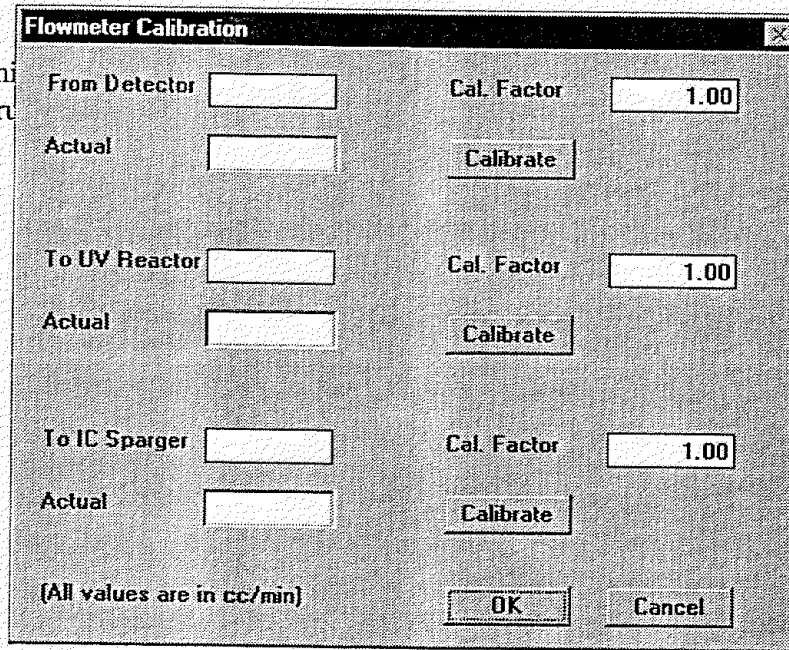 Flowmeter Calibration
From Detector
Cal. Factor 1.00
Actual
Calibrate
To UV Reactor
Cal. Factor 1.00
Actual
Calibrate
To IC Sparger
Cal. Factor 1.00
Actual
Calibrate
(All values are in cc/min)
OK
Cancel